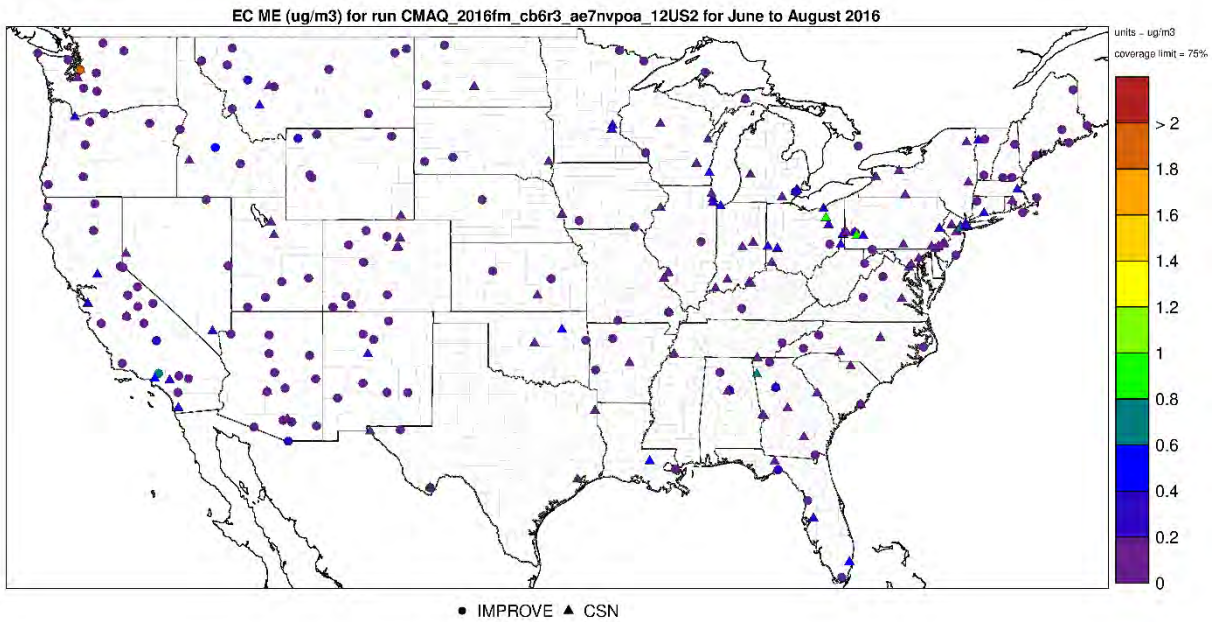 EC ME (ug/m3) for run CMAQ_2016fm_cb6r3_ae7nvpoa_12US2 for June to August 2016
units = ug/m3
coverage limit = 75%
> 2
1.8
1.6
1.4
1.2
1
0.8
0.6
0.4
0.2
0
IMPROVE
CSN